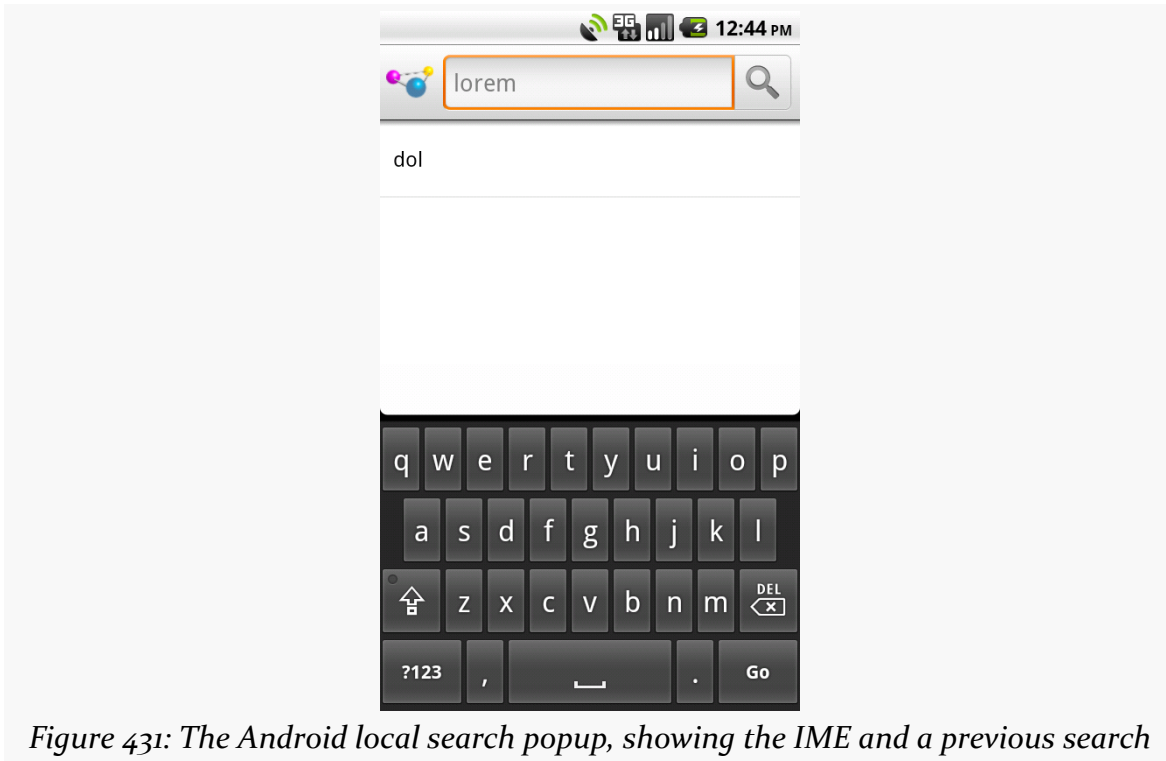 3G 12:44 PM
lorem
dol
q w e r t y u i o p
a s d f g h j k l
z x c v b n m DEL
?123 , . Go
Figure 431: The Android local search popup, showing the IME and a previous search